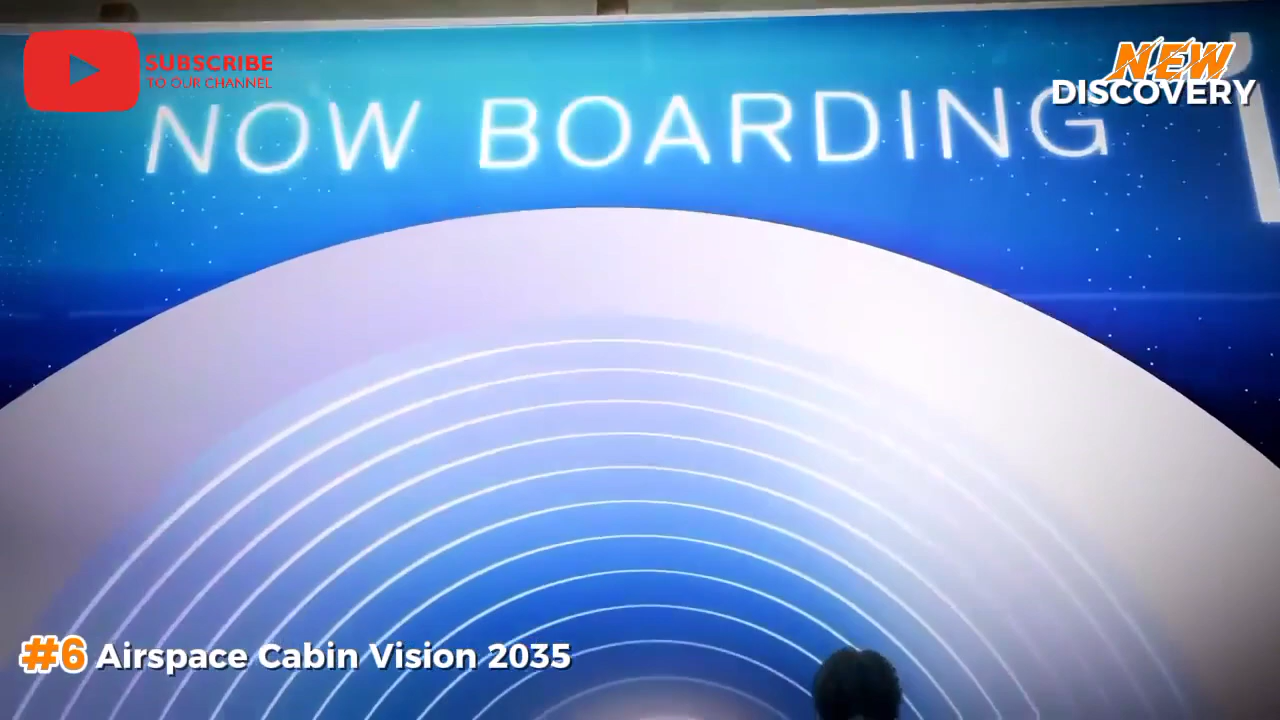 SUBSCRIBE
TO OUR CHANNEL
NEW
DISCOVERY
NOW BOARDING
#6 Airspace Cabin Vision 2035